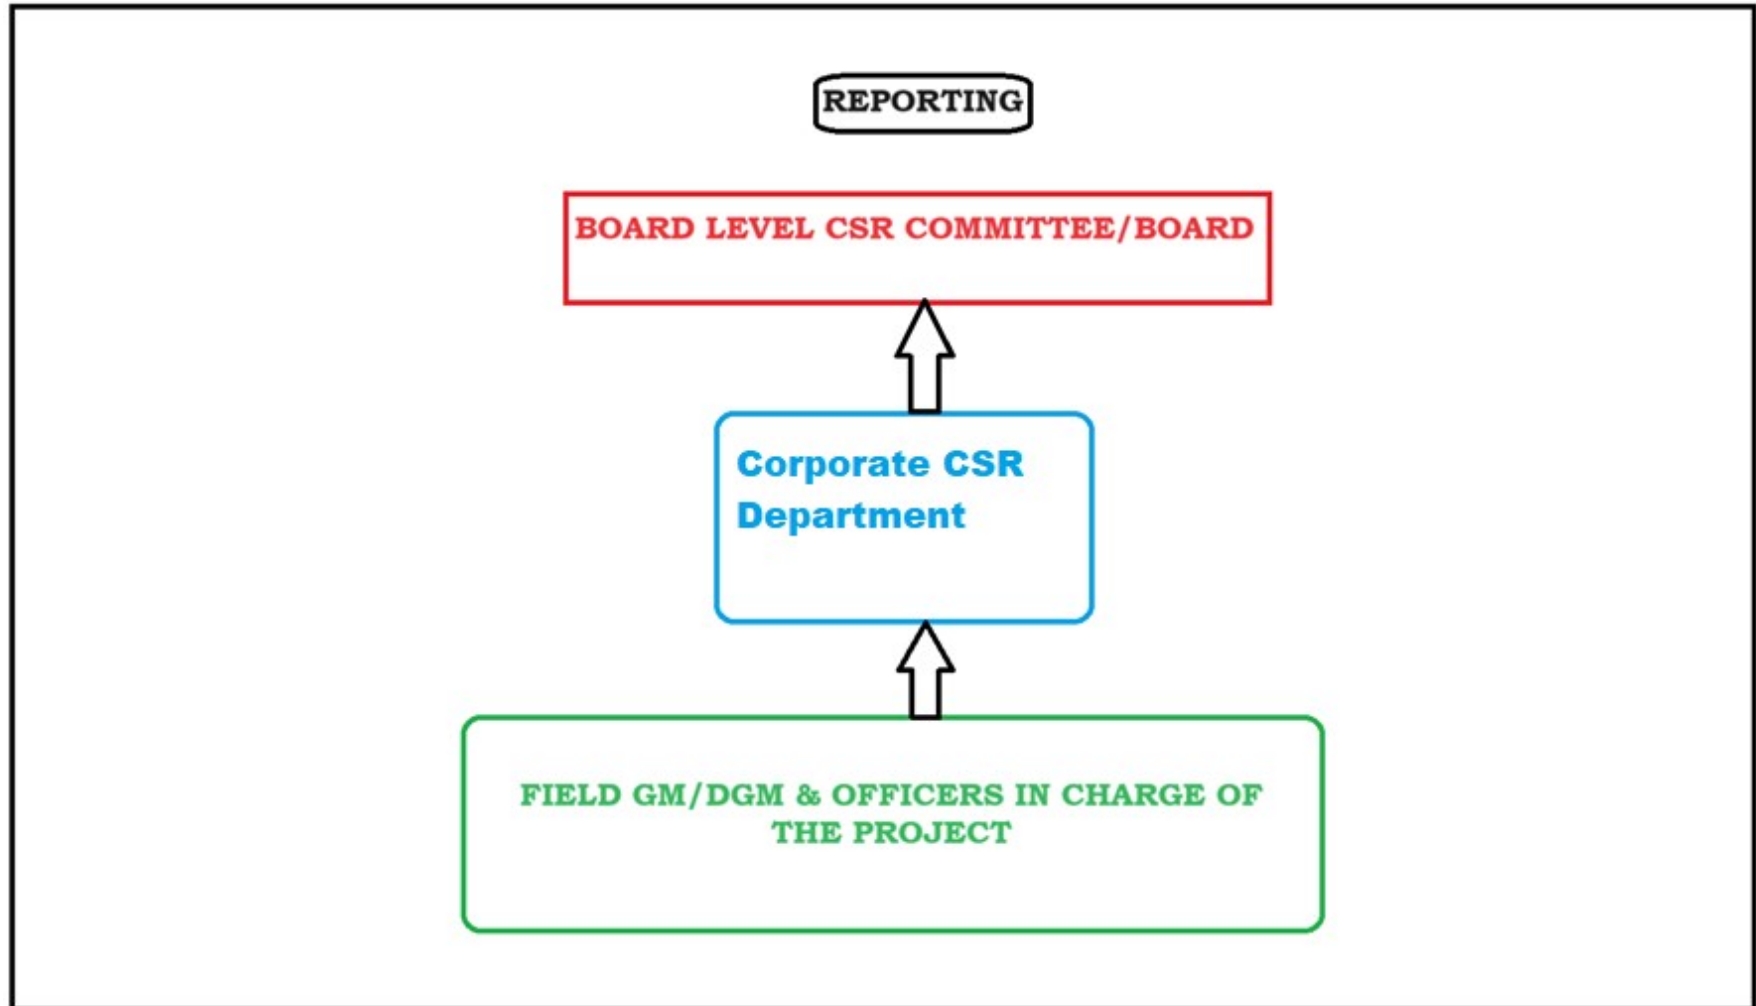 REPORTING
BOARD LEVEL CSR COMMITTEE/BOARD
Corporate CSR
Department
FIELD GM/DGM & OFFICERS IN CHARGE OF
THE PROJECT